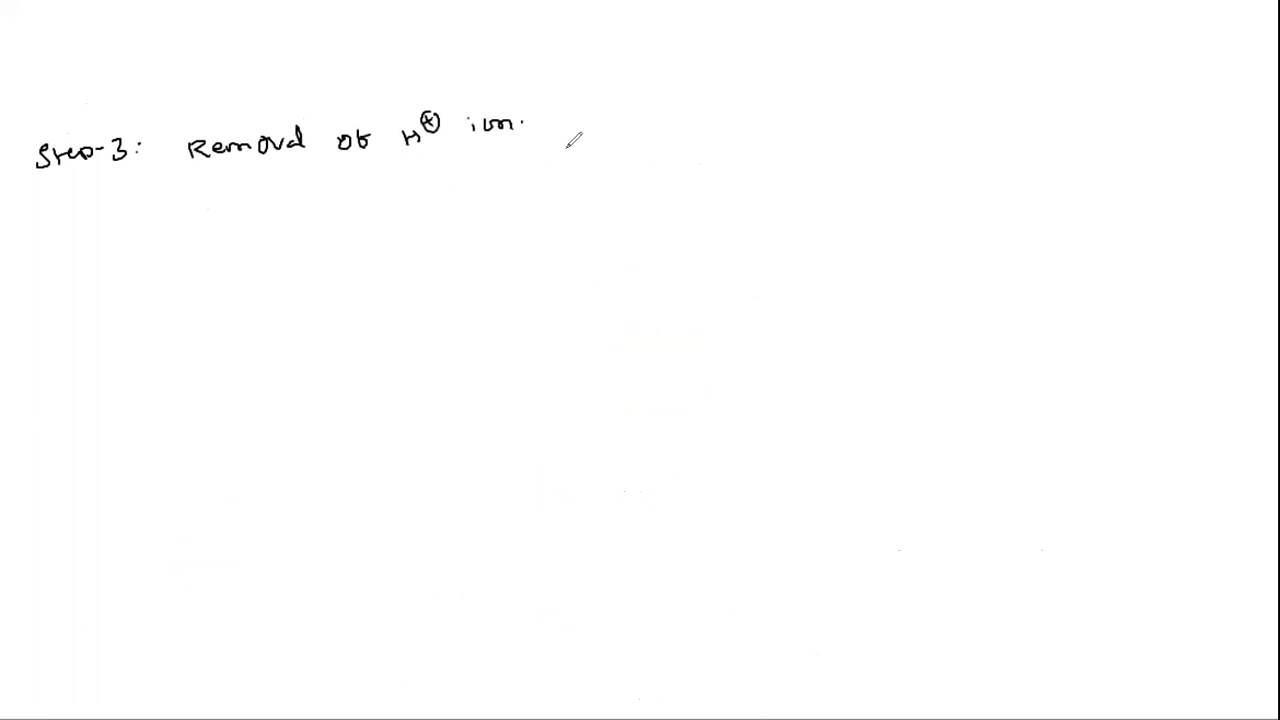 Step-3: Removal of H⊕ ion.